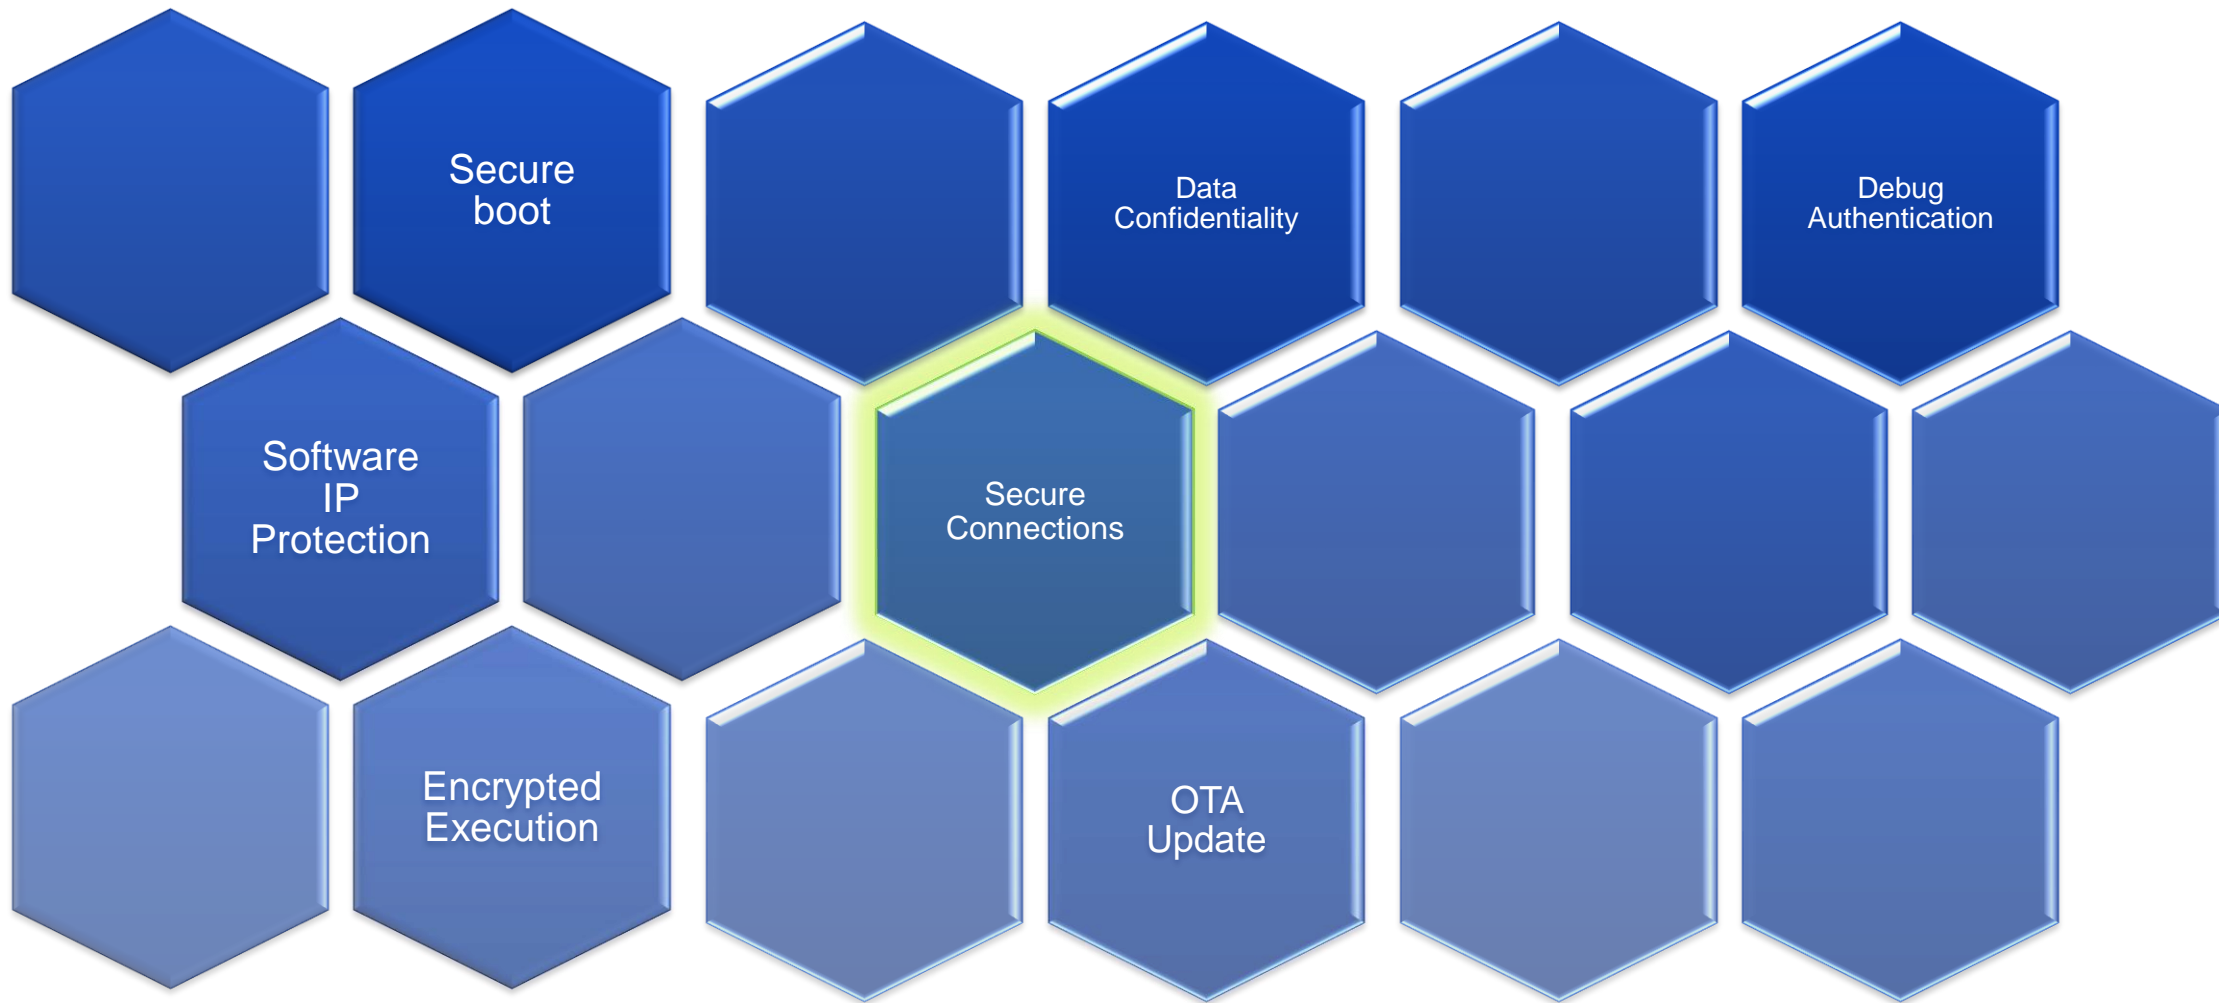 Secure
boot
Data
Confidentiality
Debug
Authentication
Software
IP
Protection
Secure
Connections
Encrypted
Execution
OTA
Update